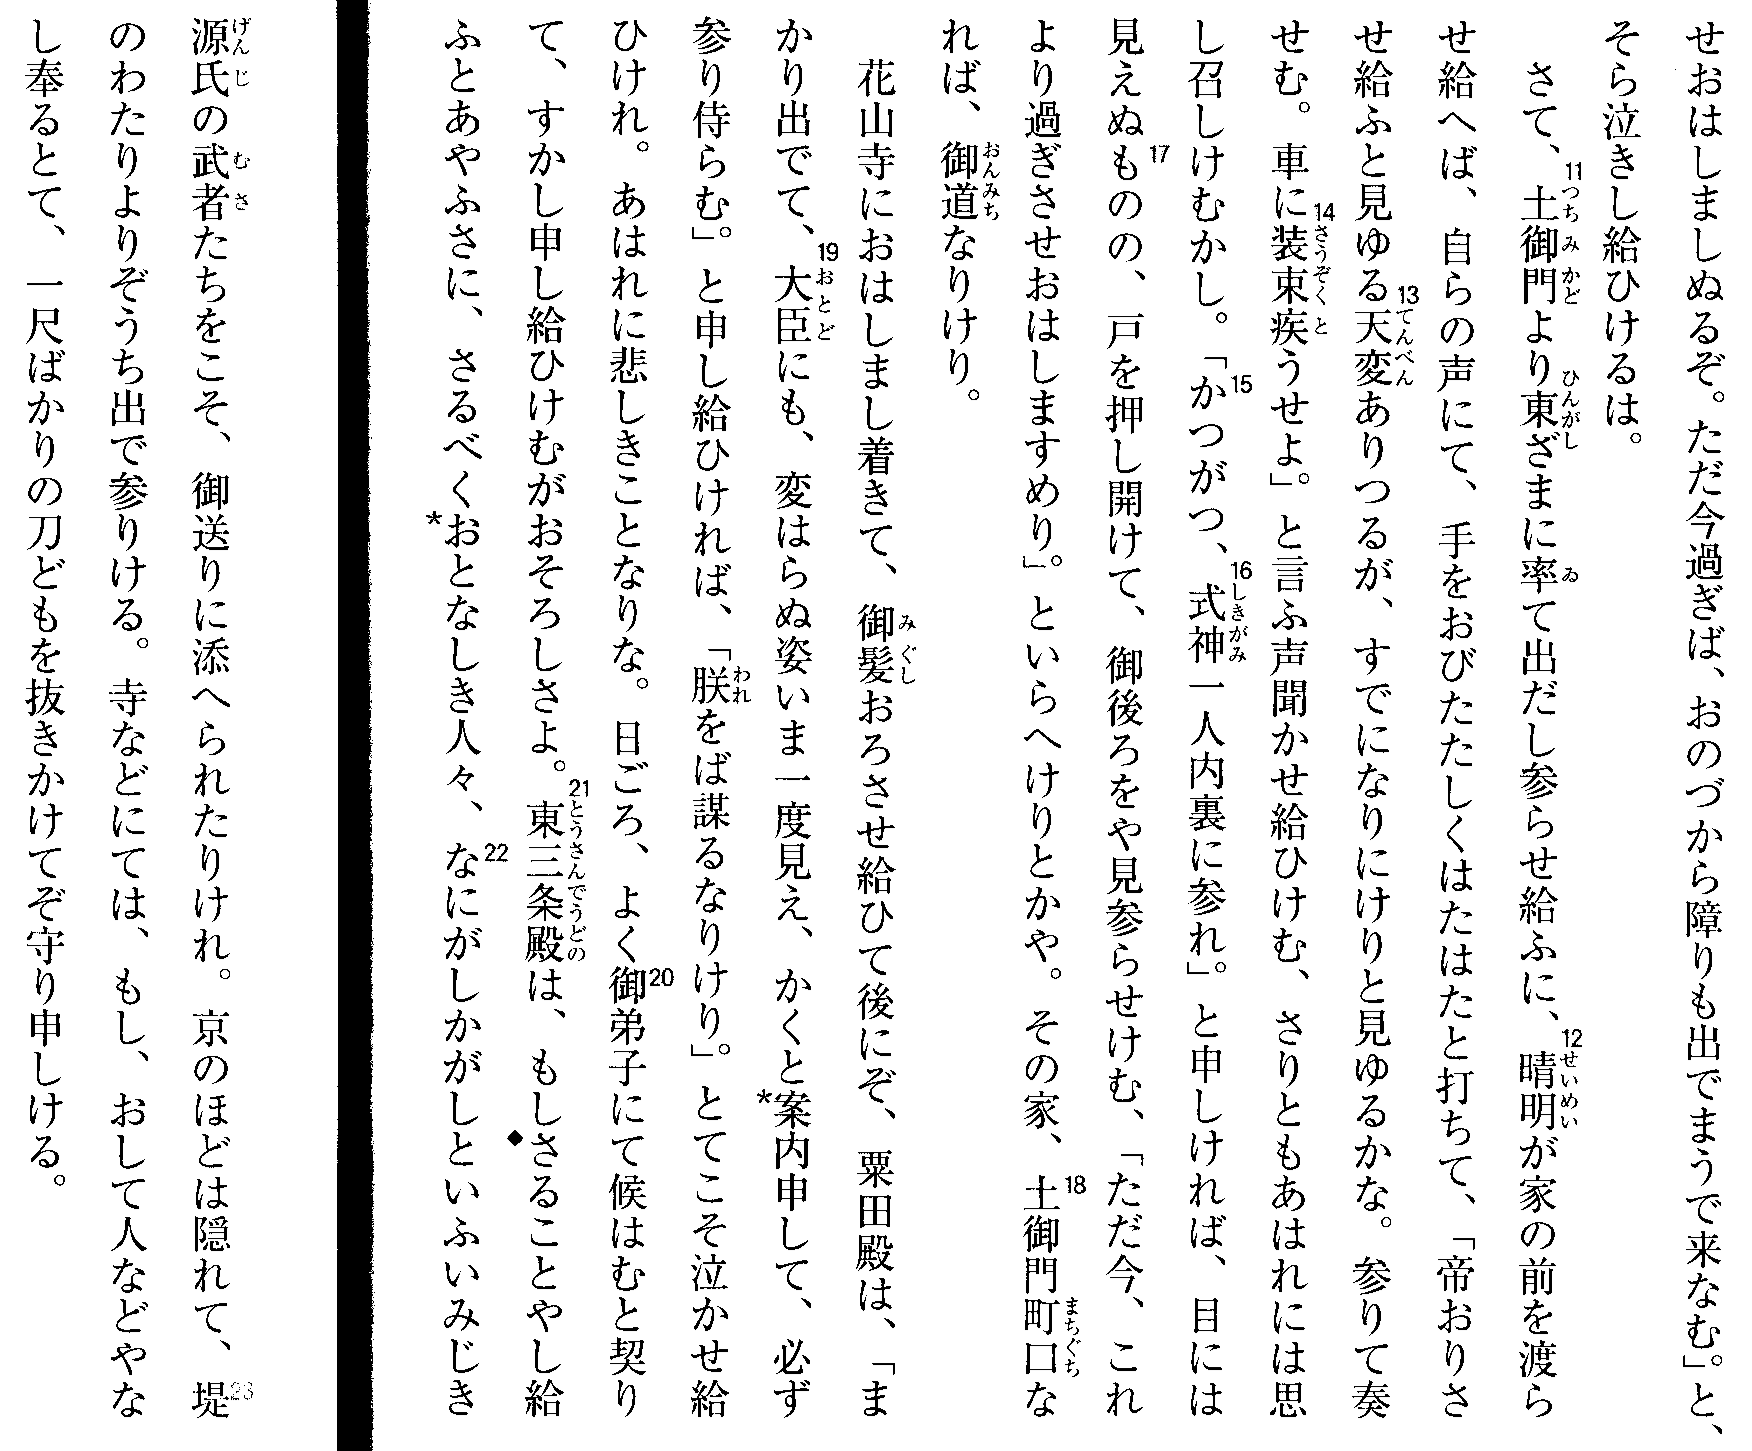 せおはしましぬるぞ。ただ今過ぎば、おのづから障りも出でまうで来なむ」。と、
そら泣きし給ひけるは。
さて、11土御門より東ざまに率て出だし参らせ給ふに、12晴明が家の前を渡ら
せ給へば、自らの声にて、手をおびたたしくはたはたと打ちて、「帝おりさ
せ給ふと見ゆる13天変ありつるが、すでになりにけりと見ゆるかな。参りて奏
せむ。車に14装束疾うせよ」。と言ふ声聞かせ給ひけむ、さりともあはれには思
し召しけむかし。「15かつがつ、16式神一人内裏に参れ」。と申しければ、目には
見えぬ17ものの、戸を押し開けて、御後ろをや見参らせけむ、「ただ今、これ
より過ぎさせおはしますめり」。といらへけりとかや。その家、18土御門町口な
れば、御道なりけり。
花山寺におはしまし着きて、御髪おろさせ給ひて後にぞ、粟田殿は、「ま
かり出でて、19大臣にも、変はらぬ姿いま一度見え、かくと*案内申して、必ず
参り侍らむ」。と申し給ひければ、「朕をば謀るなりけり」。とてこそ泣かせ給
ひけれ。あはれに悲しきことなりな。日ごろ、よく20御弟子にて候はむと契り
て、すかし申し給ひけむがおそろしさよ。21東三条殿は、もし◆さることやし給
ふとあやふさに、さるべく*おとなしき人々、22なにがしかがしといふいみじき
源氏の武者たちをこそ、御送りに添へられたりけれ。京のほどは隠れて、23堤
のわたりよりぞうち出で参りける。寺などにては、もし、おして人などやな
し奉るとて、一尺ばかりの刀どもを抜きかけてぞ守り申しける。